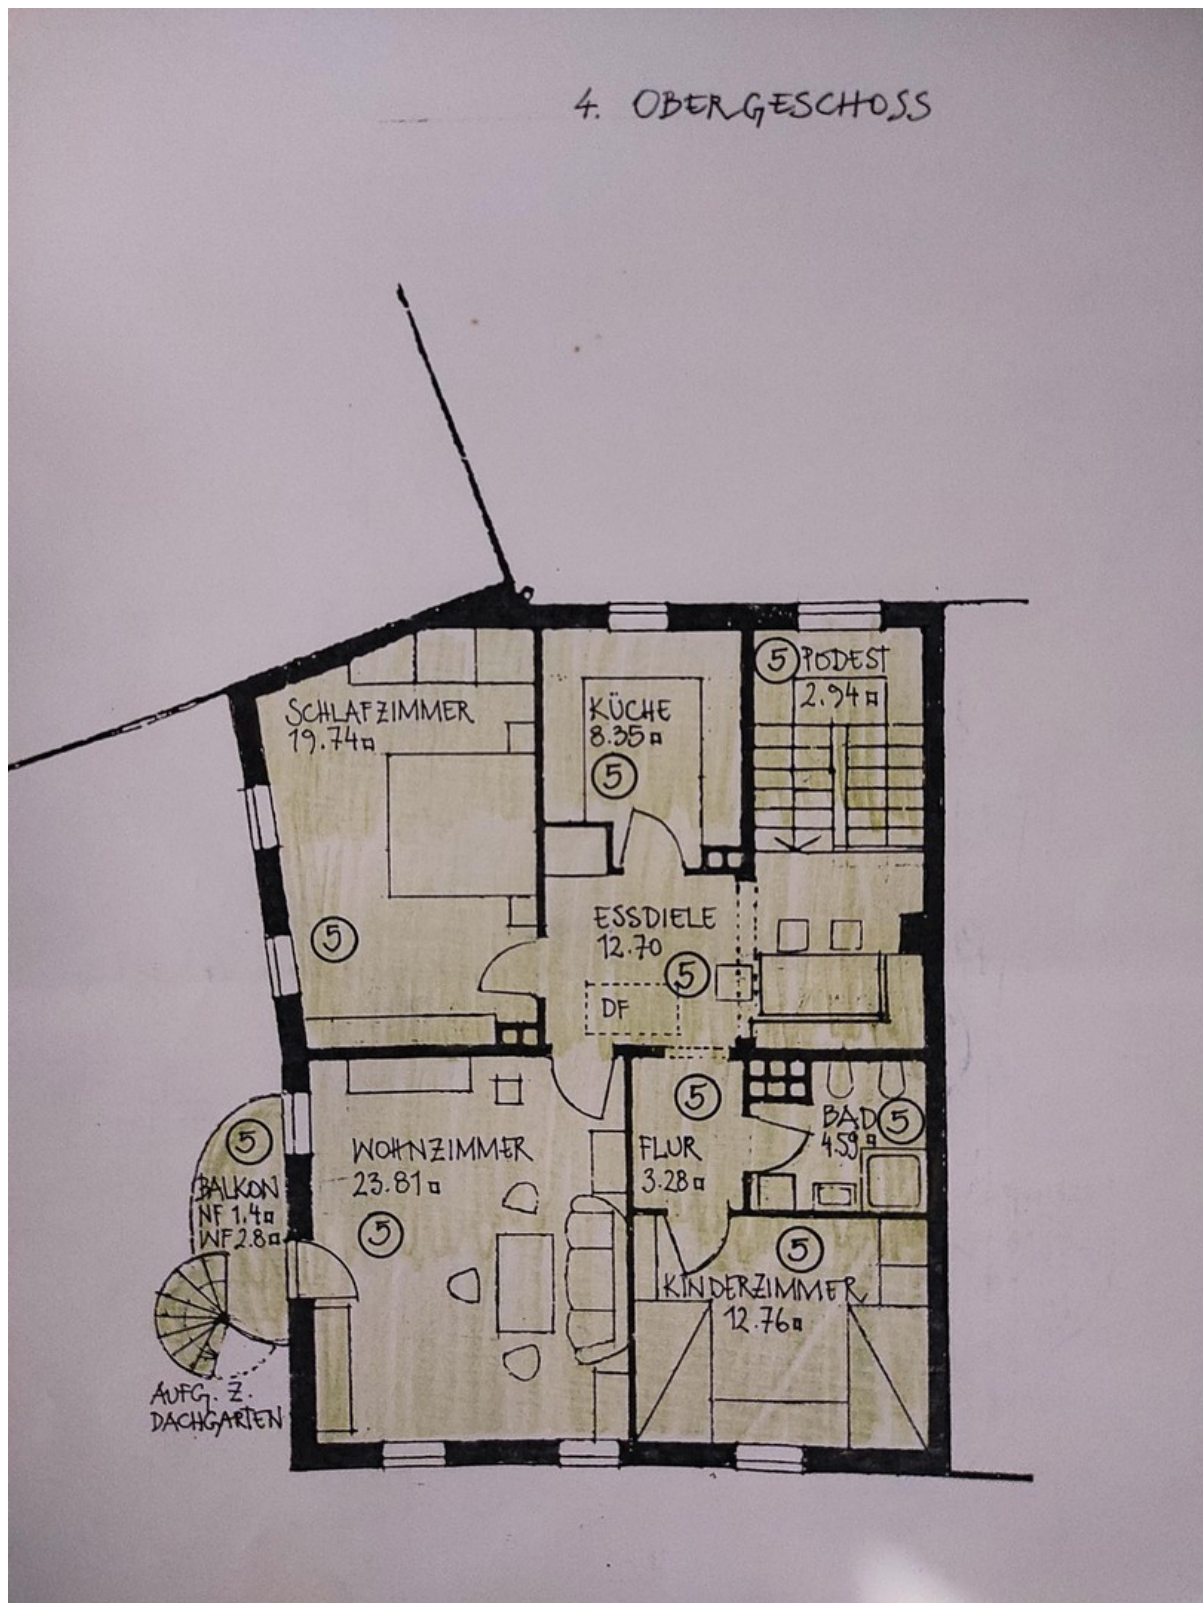 4. OBERGESCHOSS
5 PODEST
2.94
SCHLAFZIMMER
19.74
5
KÜCHE
8.35
5
ESSDIELE
12.70
5
DF
5
BALKON
NF 1.4
WF 2.8
AUFG. Z.
DACHGARTEN
WOHNZIMMER
23.81
5
5
FLUR
3.28
BAD 5
4.59
5
KINDERZIMMER
12.76